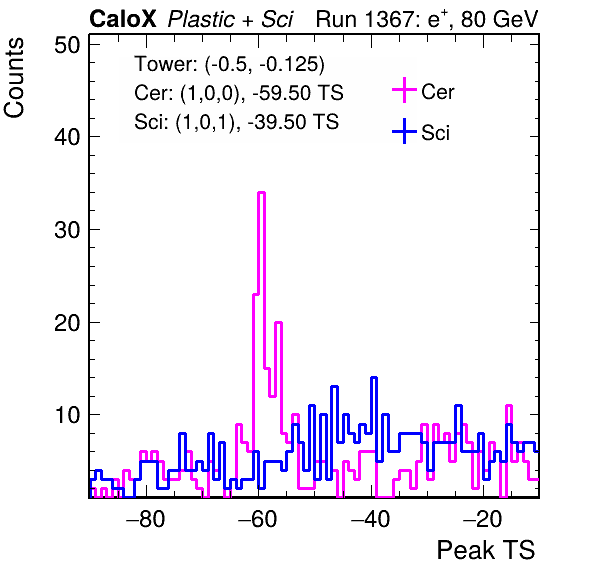 CaloX Plastic + Sci Run 1367: e+, 80 GeV
Counts
50
40
30
20
10
Tower: (-0.5, -0.125)
Cer: (1,0,0), -59.50 TS
Sci: (1,0,1), -39.50 TS
Cer
Sci
−80 −60 −40 −20
Peak TS